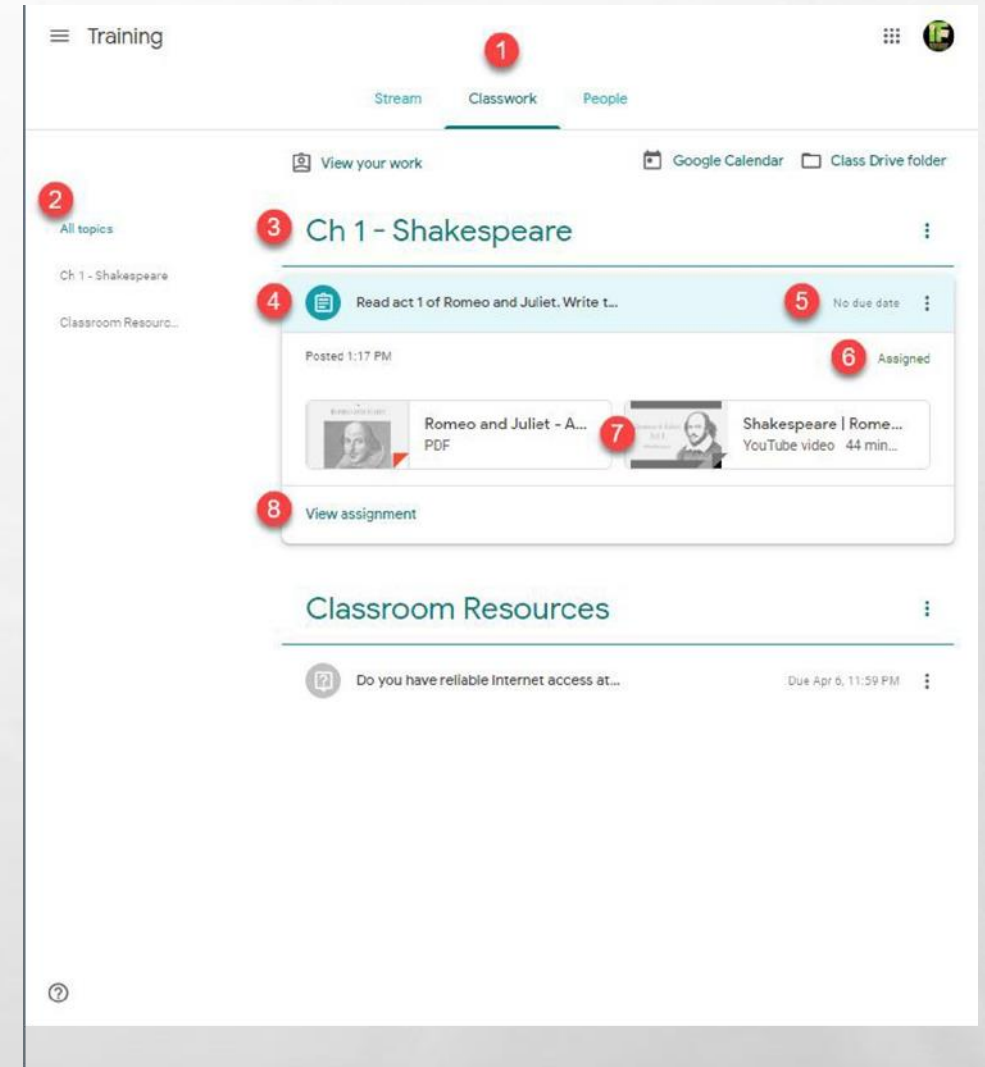 Training
1
Stream Classwork People
View your work Google Calendar Class Drive folder
2
All topics
Ch 1 - Shakespeare
Classroom Resourc...
3 Ch 1 - Shakespeare
4 Read act 1 of Romeo and Juliet. Write t... 5 No due date
Posted 1:17 PM 6 Assigned
Romeo and Juliet - A...
PDF
7 Shakespeare | Rome...
YouTube video 44 min...
8 View assignment
Classroom Resources
Do you have reliable Internet access at... Due Apr 6, 11:59 PM